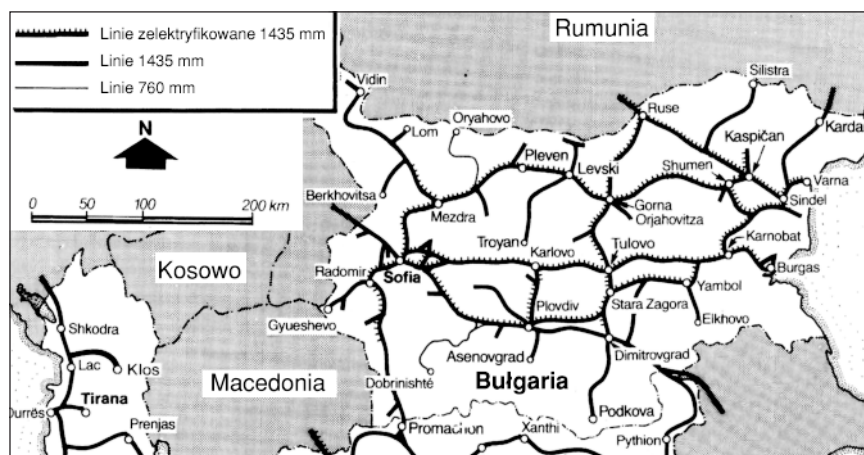 Linie zelektryfikowane 1435 mm
Linie 1435 mm
Linie 760 mm
N
0 50 100 200 km
Rumunia
Vidin
Silistra
Lom
Oryahovo
Ruse
Kardam
Kaspičan
Pleven
Levski
Shumen
Varna
Berkhovitsa
Mezdra
Gorna
Orjahovitza
Sindel
Troyan
Karlovo
Tulovo
Karnobat
Kosowo
Radomir
Sofia
Burgas
Plovdiv
Stara Zagora
Yambol
Gyueshevo
Elkhovo
Shkodra
Asenovgrad
Dimitrovgrad
Lac
Klos
Macedonia
Dobrinishté
Bułgaria
Tirana
Durrës
Podkova
Prenjas
Promachon
Xanthi
Pythion